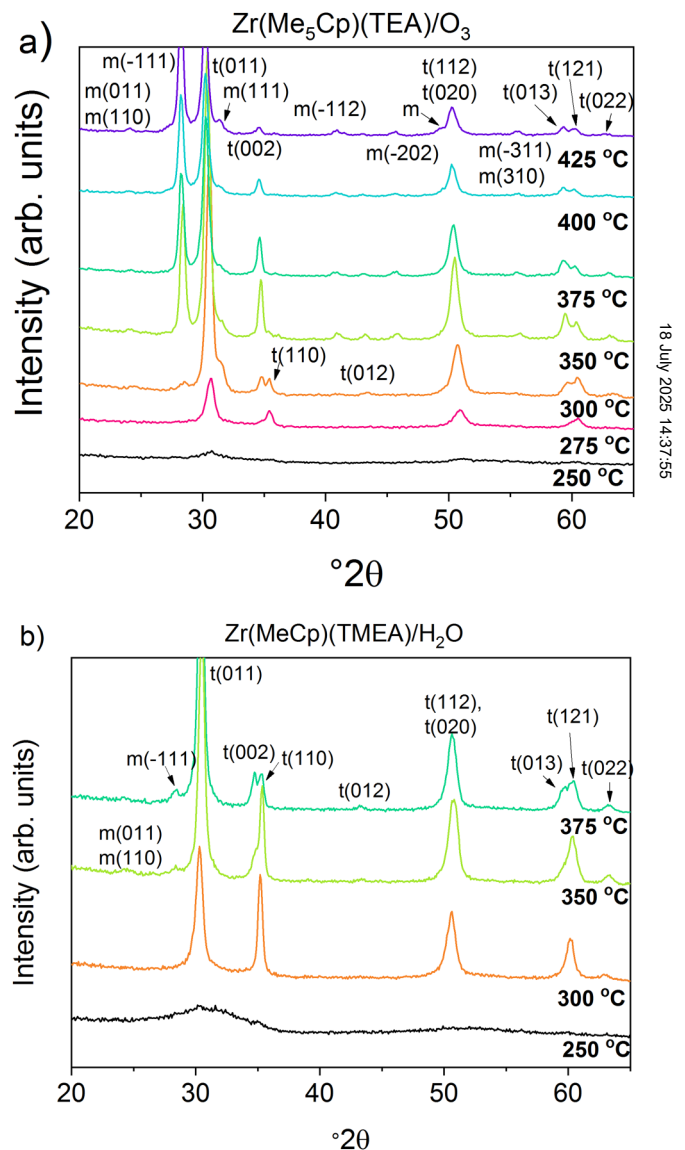 a)
Zr(Me₅Cp)(TEA)/O₃
m(-111)
t(011)
m(011)
m(110)
m(111)
t(002)
m(-112)
m
m(-202)
t(112)
t(020)
t(013)
t(121)
t(022)
m(-311)
m(310)
425 °C
400 °C
375 °C
350 °C
t(110)
t(012)
300 °C
275 °C
250 °C
Intensity (arb. units)
20 30 40 50 60
°2θ
18 July 2025 14:37:55
b)
Zr(MeCp)(TMEA)/H₂O
t(011)
m(-111)
t(002)
t(110)
t(112),
t(020)
t(121)
t(013)
t(022)
t(012)
m(011)
m(110)
375 °C
350 °C
300 °C
250 °C
Intensity (arb. units)
20 30 40 50 60
°2θ